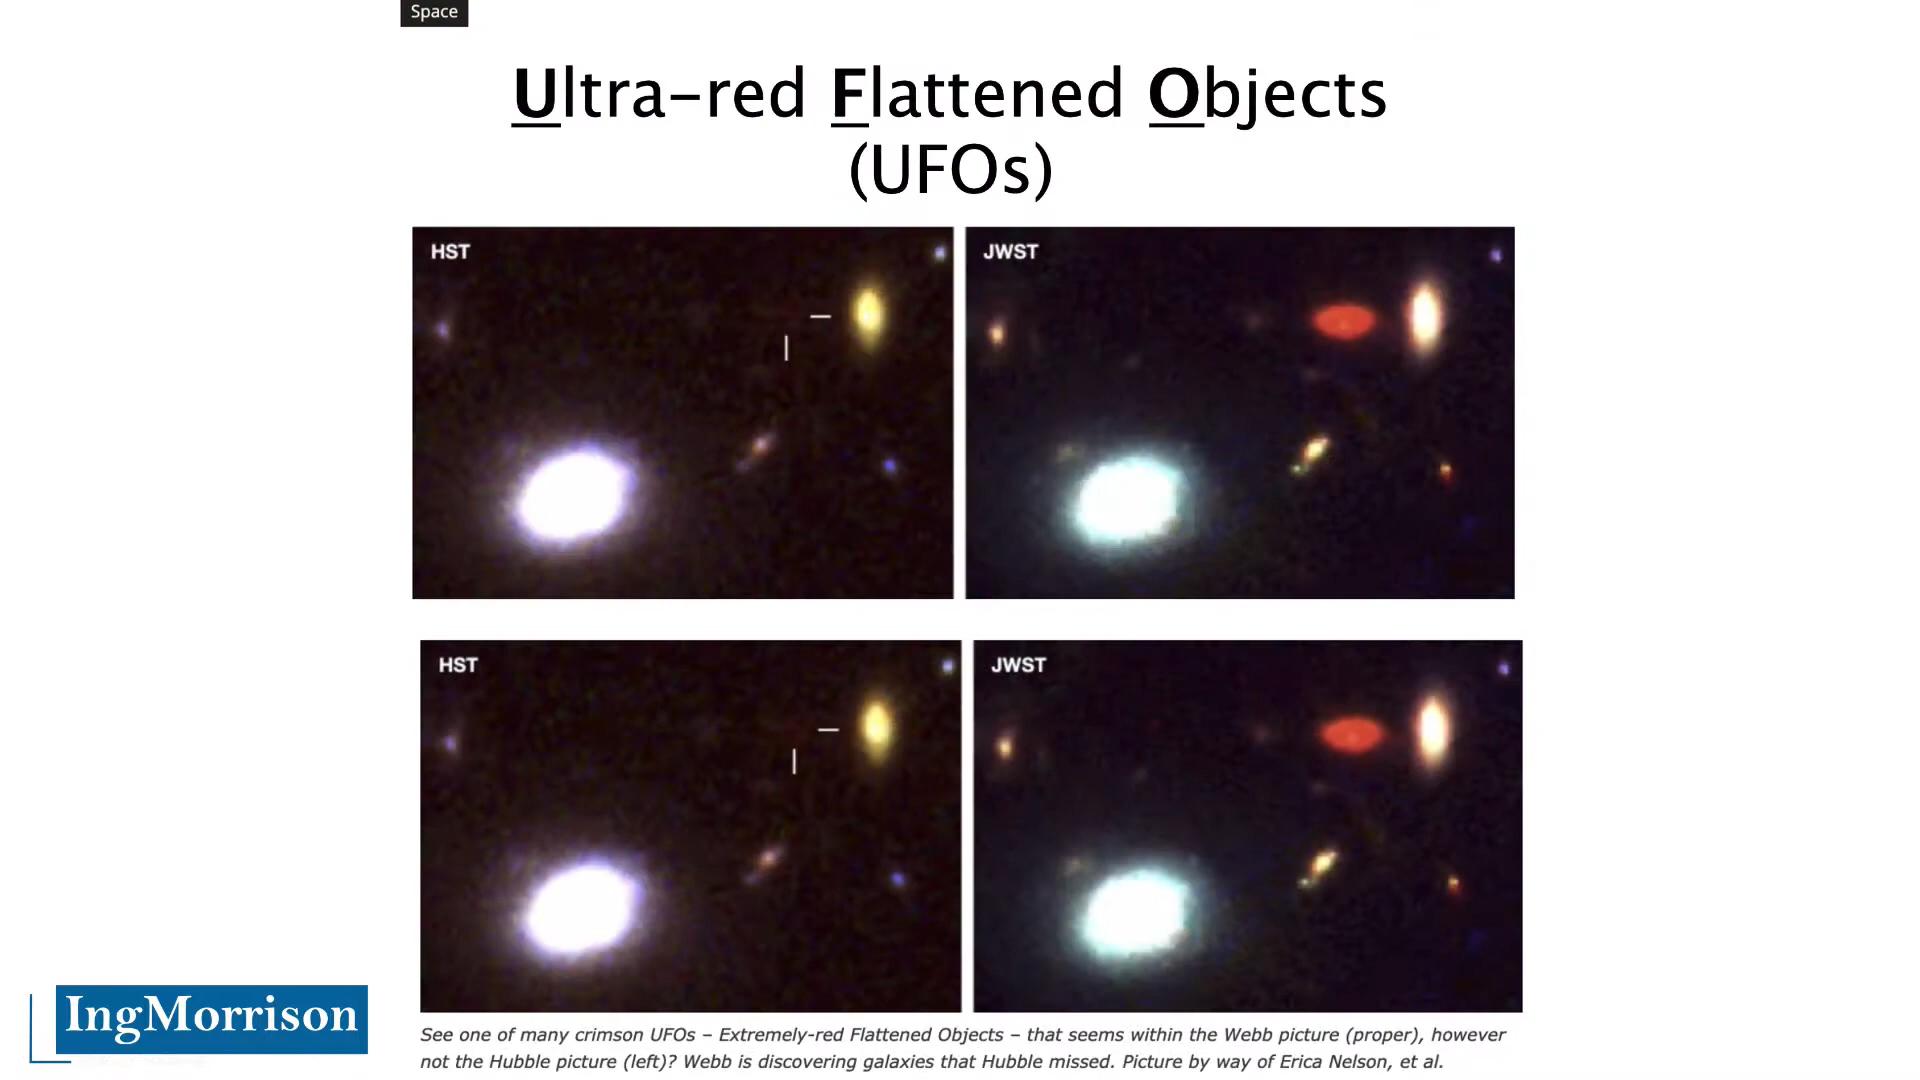 Space
Ultra-red Flattened Objects
(UFOs)
HST
JWST
HST
JWST
IngMorrison
See one of many crimson UFOs – Extremely-red Flattened Objects – that seems within the Webb picture (proper), however
not the Hubble picture (left)? Webb is discovering galaxies that Hubble missed. Picture by way of Erica Nelson, et al.